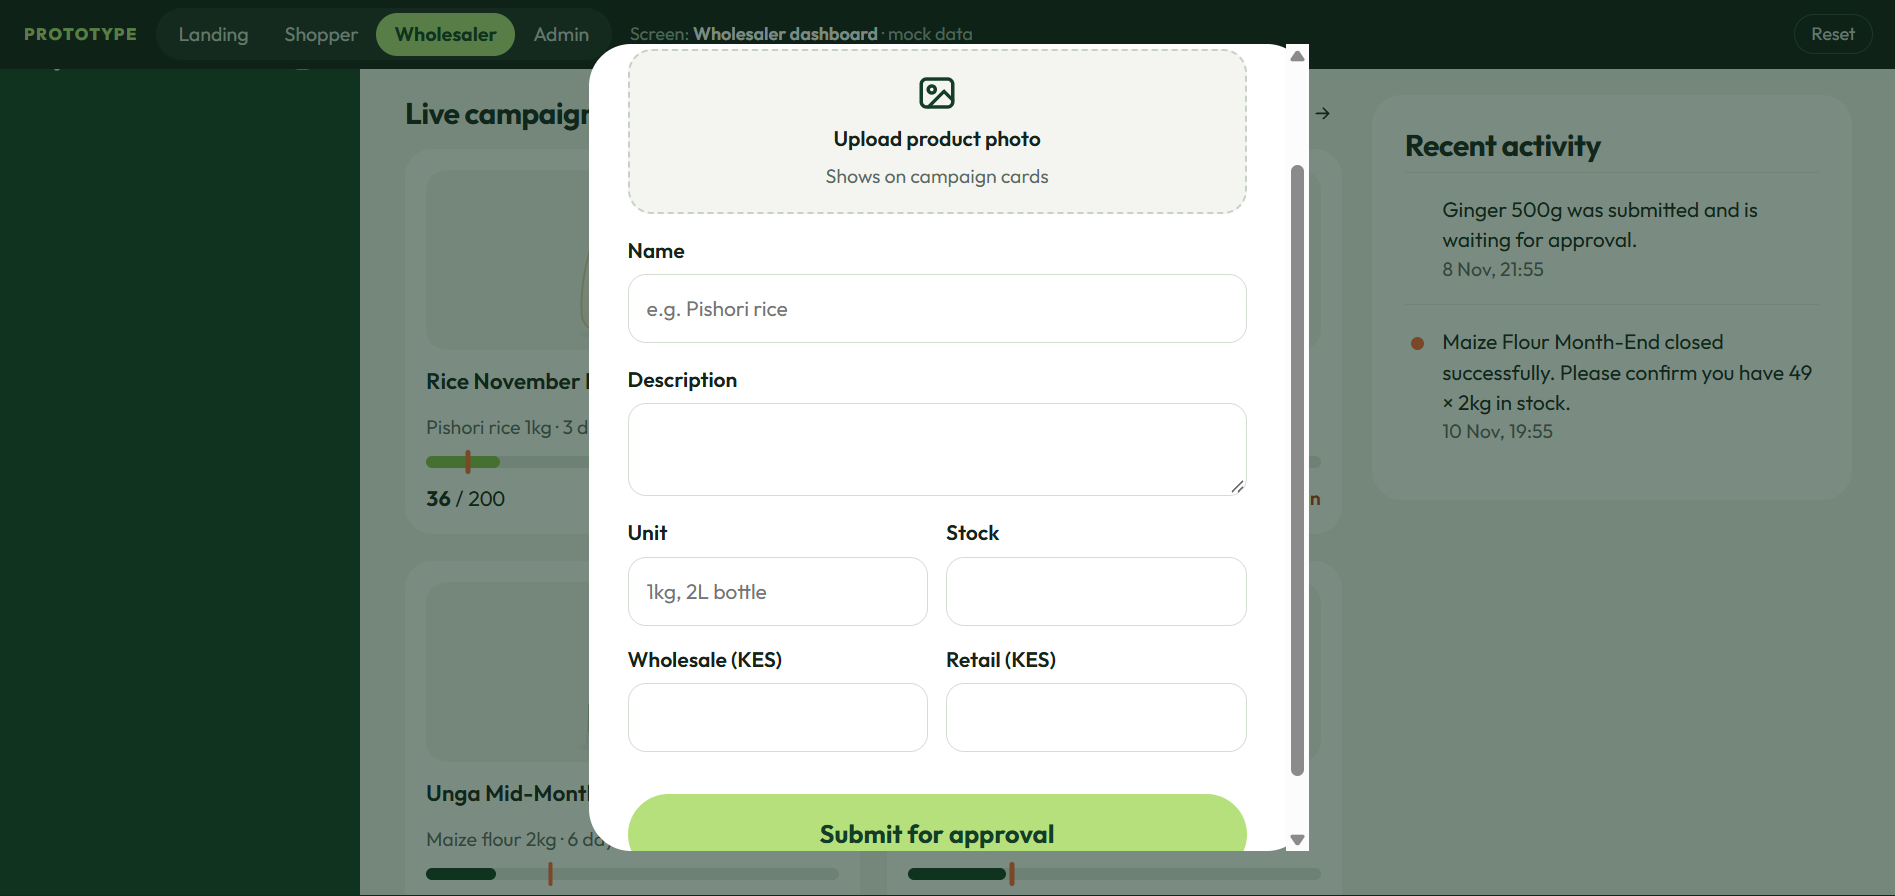 PROTOTYPE
Landing
Shopper
Wholesaler
Admin
Screen: Wholesaler dashboard · mock data
Reset
Live campaign
→
Upload product photo
Shows on campaign cards
Name
e.g. Pishori rice
Description
Unit
Stock
1kg, 2L bottle
Wholesale (KES)
Retail (KES)
Submit for approval
Rice November
Pishori rice 1kg · 3 d
36 / 200
n
Unga Mid-Month
Maize flour 2kg · 6 day
Recent activity
Ginger 500g was submitted and is
waiting for approval.
8 Nov, 21:55
Maize Flour Month-End closed
successfully. Please confirm you have 49
× 2kg in stock.
10 Nov, 19:55